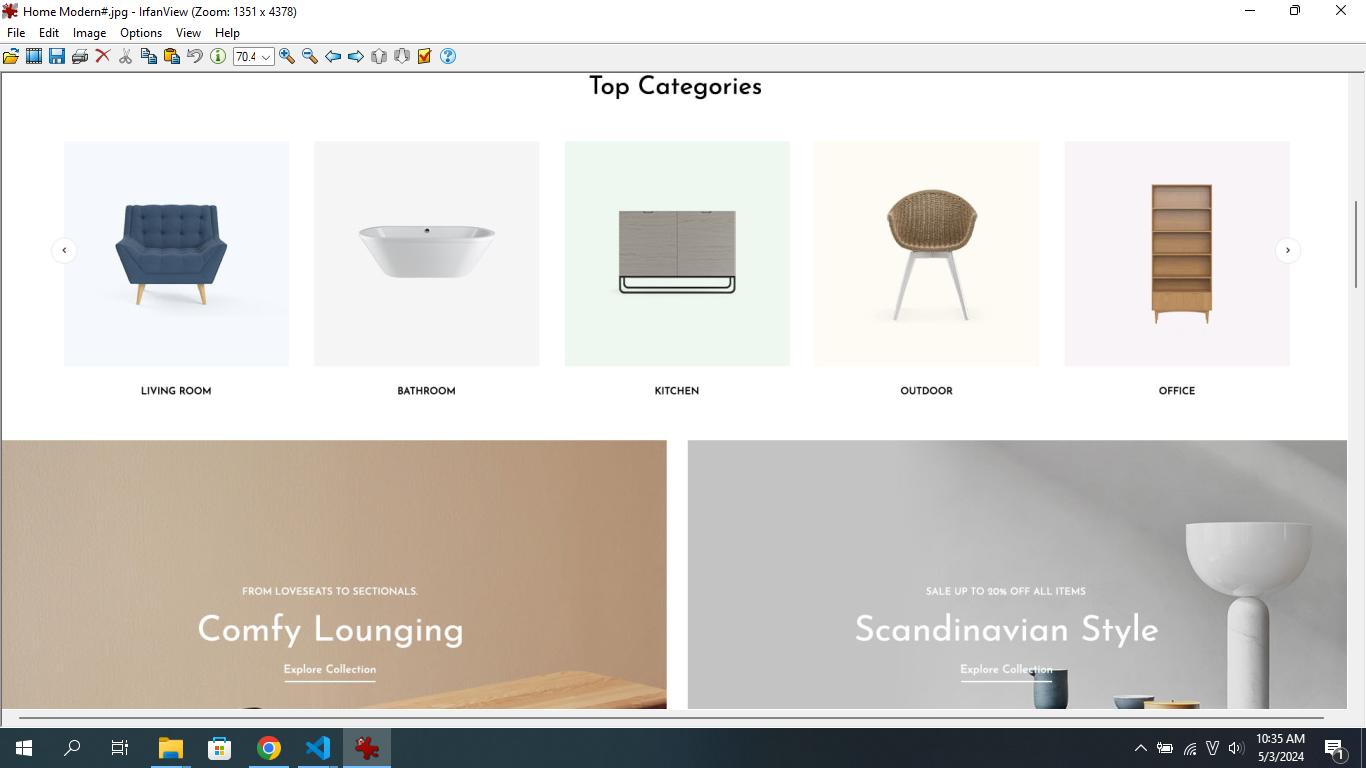 Home Modern#.jpg - IrfanView (Zoom: 1351 x 4378)
File Edit Image Options View Help
70.4
Top Categories
LIVING ROOM BATHROOM KITCHEN OUTDOOR OFFICE
FROM LOVESEATS TO SECTIONALS.
Comfy Lounging
Explore Collection
SALE UP TO 20% OFF ALL ITEMS
Scandinavian Style
Explore Collection
10:35 AM
5/3/2024
1